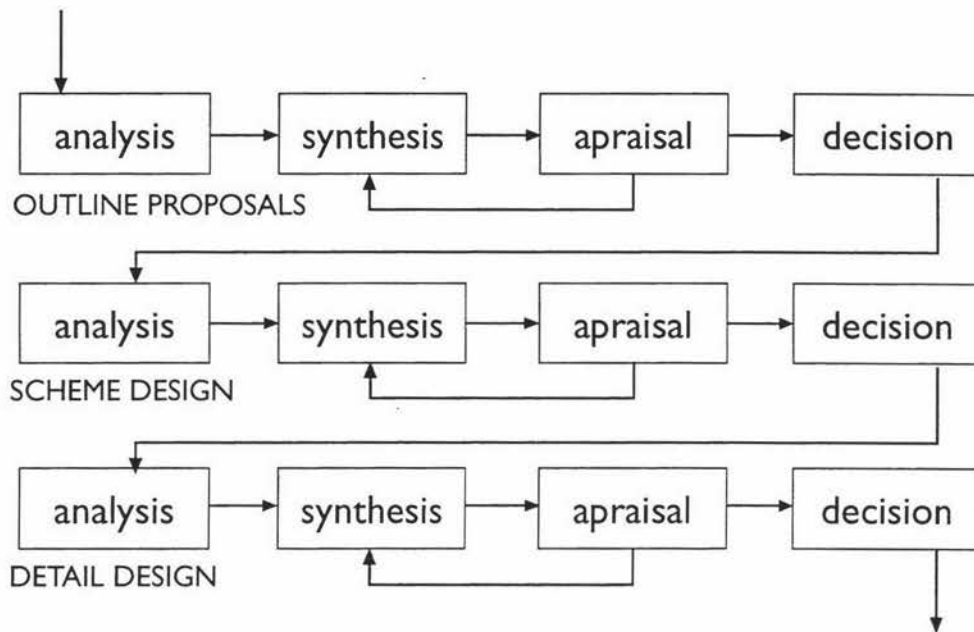 analysis synthesis apraisal decision
OUTLINE PROPOSALS
analysis synthesis apraisal decision
SCHEME DESIGN
analysis synthesis apraisal decision
DETAIL DESIGN